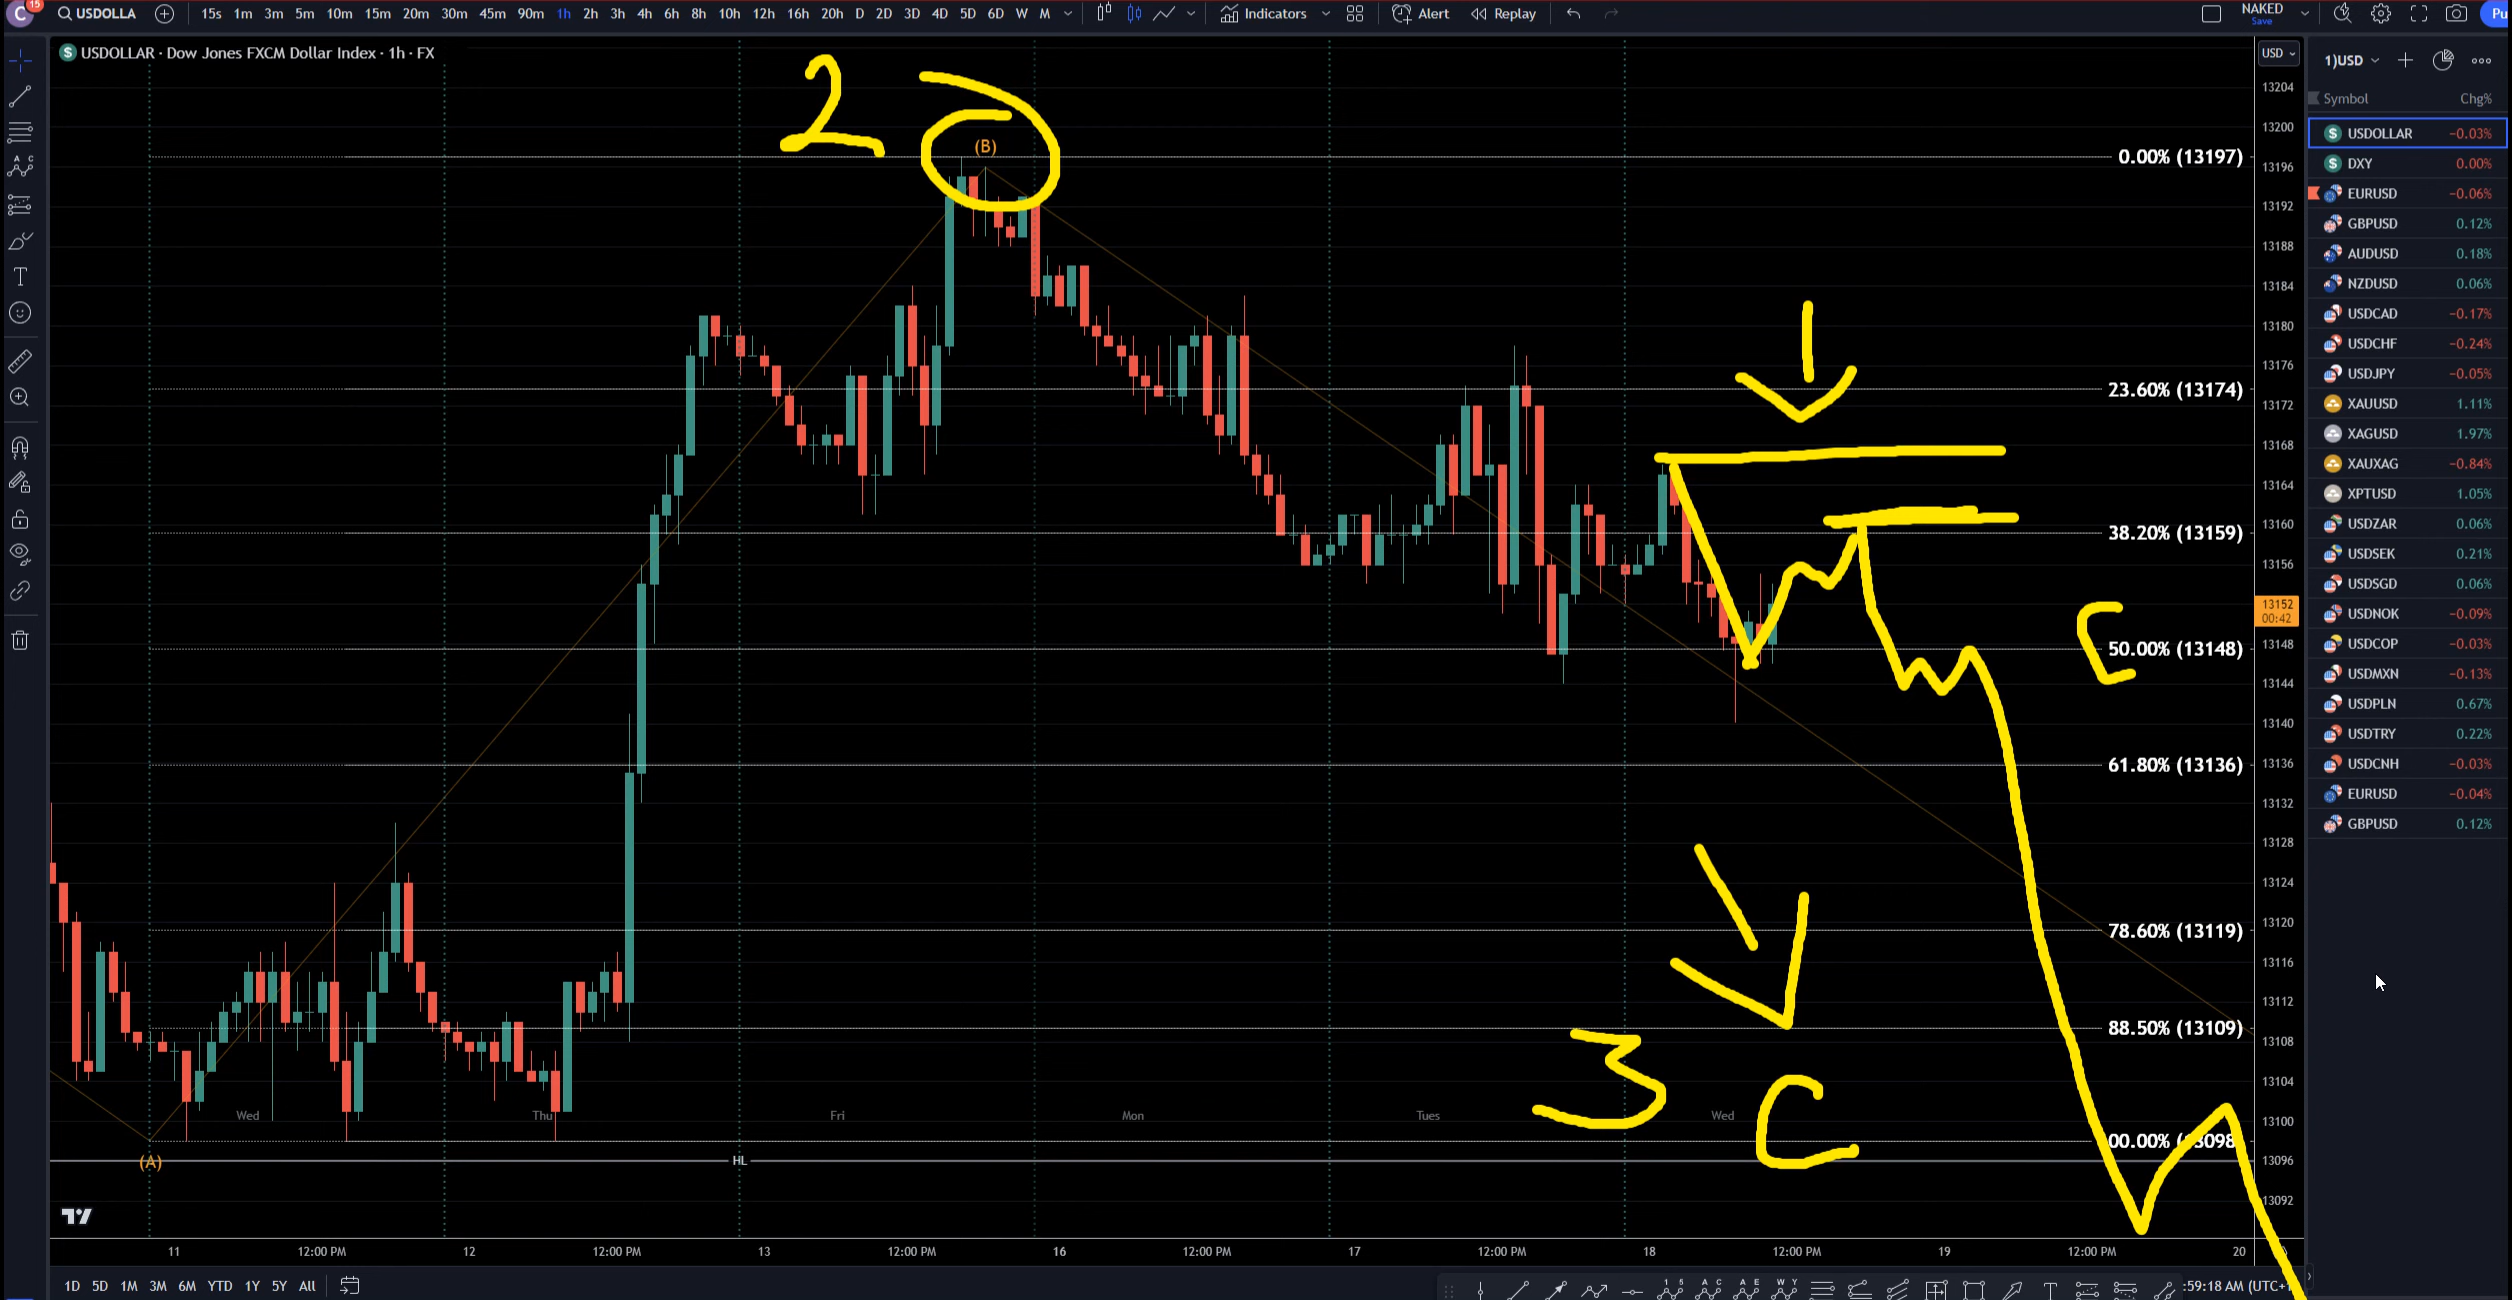 C 15 USDOLLA 15s 1m 3m 5m 10m 15m 20m 30m 45m 90m 1h 2h 3h 4h 6h 8h 10h 12h 16h 20h D 2D 3D 4D 5D 6D W M Indicators Alert Replay NAKED Save Pu
$ USDOLLAR · Dow Jones FXCM Dollar Index · 1h · FX
USD
1)USD
Symbol Chg%
USDOLLAR −0.03%
DXY 0.00%
EURUSD −0.06%
GBPUSD 0.12%
AUDUSD 0.18%
NZDUSD 0.06%
USDCAD −0.17%
USDCHF −0.24%
USDJPY −0.05%
XAUUSD 1.11%
XAGUSD 1.97%
XAUXAG −0.84%
XPTUSD 1.05%
USDZAR 0.06%
USDSEK 0.21%
USDSGD 0.06%
USDNOK −0.09%
USDCOP −0.03%
USDMXN −0.13%
USDPLN 0.67%
USDTRY 0.22%
USDCNH −0.03%
EURUSD −0.04%
GBPUSD 0.12%
2
(B)
0.00% (13197)
23.60% (13174)
38.20% (13159)
50.00% (13148)
61.80% (13136)
78.60% (13119)
88.50% (13109)
00.00% (13098
3
C
(A)
HL
13204
13200
13196
13192
13188
13184
13180
13176
13172
13168
13164
13160
13156
13152
00:42
13148
13144
13140
13136
13132
13128
13124
13120
13116
13112
13108
13104
13100
13096
13092
Wed Thu Fri Mon Tues Wed
11 12:00 PM 12 12:00 PM 13 12:00 PM 16 12:00 PM 17 12:00 PM 18 12:00 PM 19 12:00 PM 20
1D 5D 1M 3M 6M YTD 1Y 5Y All
:59:18 AM (UTC+